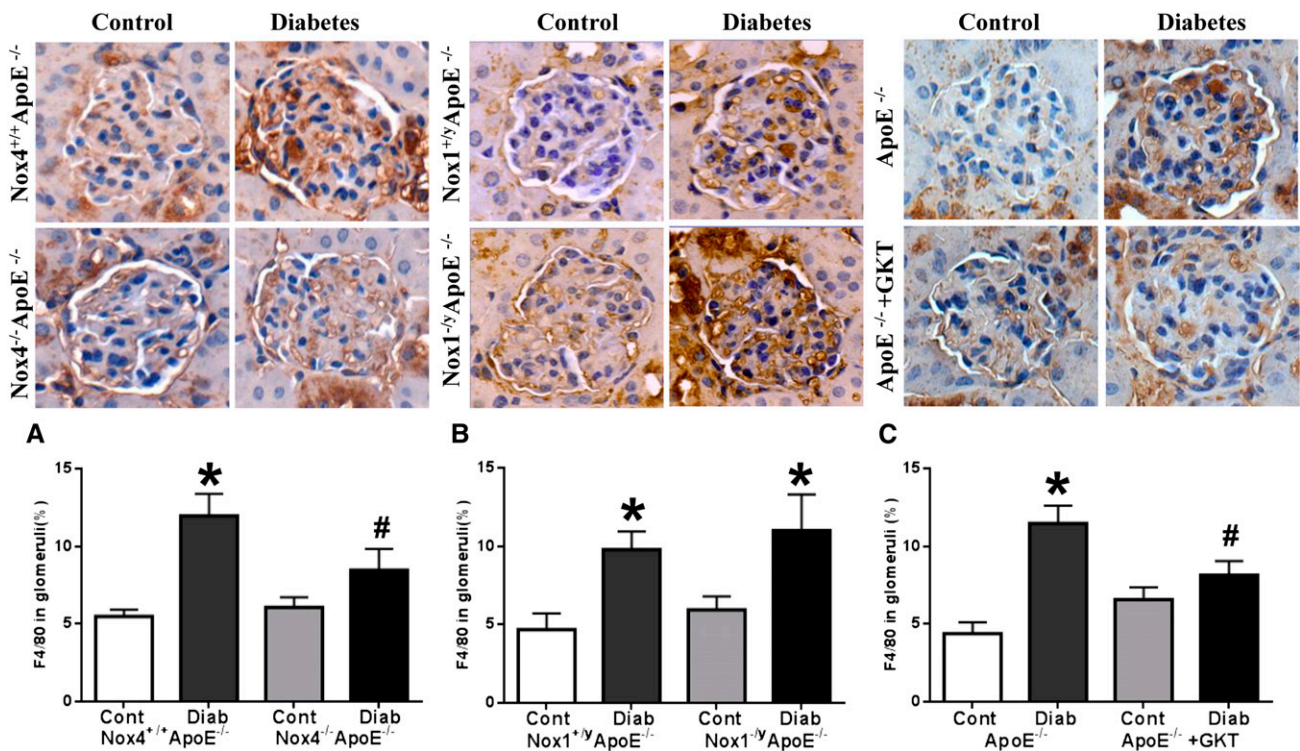 Control Diabetes Control Diabetes Control Diabetes
Nox4+/+ApoE -/-
Nox1+/yApoE -/-
ApoE -/-
Nox4-/-ApoE -/-
Nox1-/yApoE -/-
ApoE -/- +GKT
A
F4/80 in glomeruli(%)
15
10
5
0
*
#
Cont Diab Cont Diab
Nox4+/+ApoE-/- Nox4-/-ApoE-/-
B
F4/80 in glomeruli(%)
15
10
5
0
*
*
Cont Diab Cont Diab
Nox1+/yApoE-/- Nox1-/yApoE-/-
C
F4/80 in glomeruli(%)
15
10
5
0
*
#
Cont Diab Cont Diab
ApoE-/- ApoE-/- +GKT